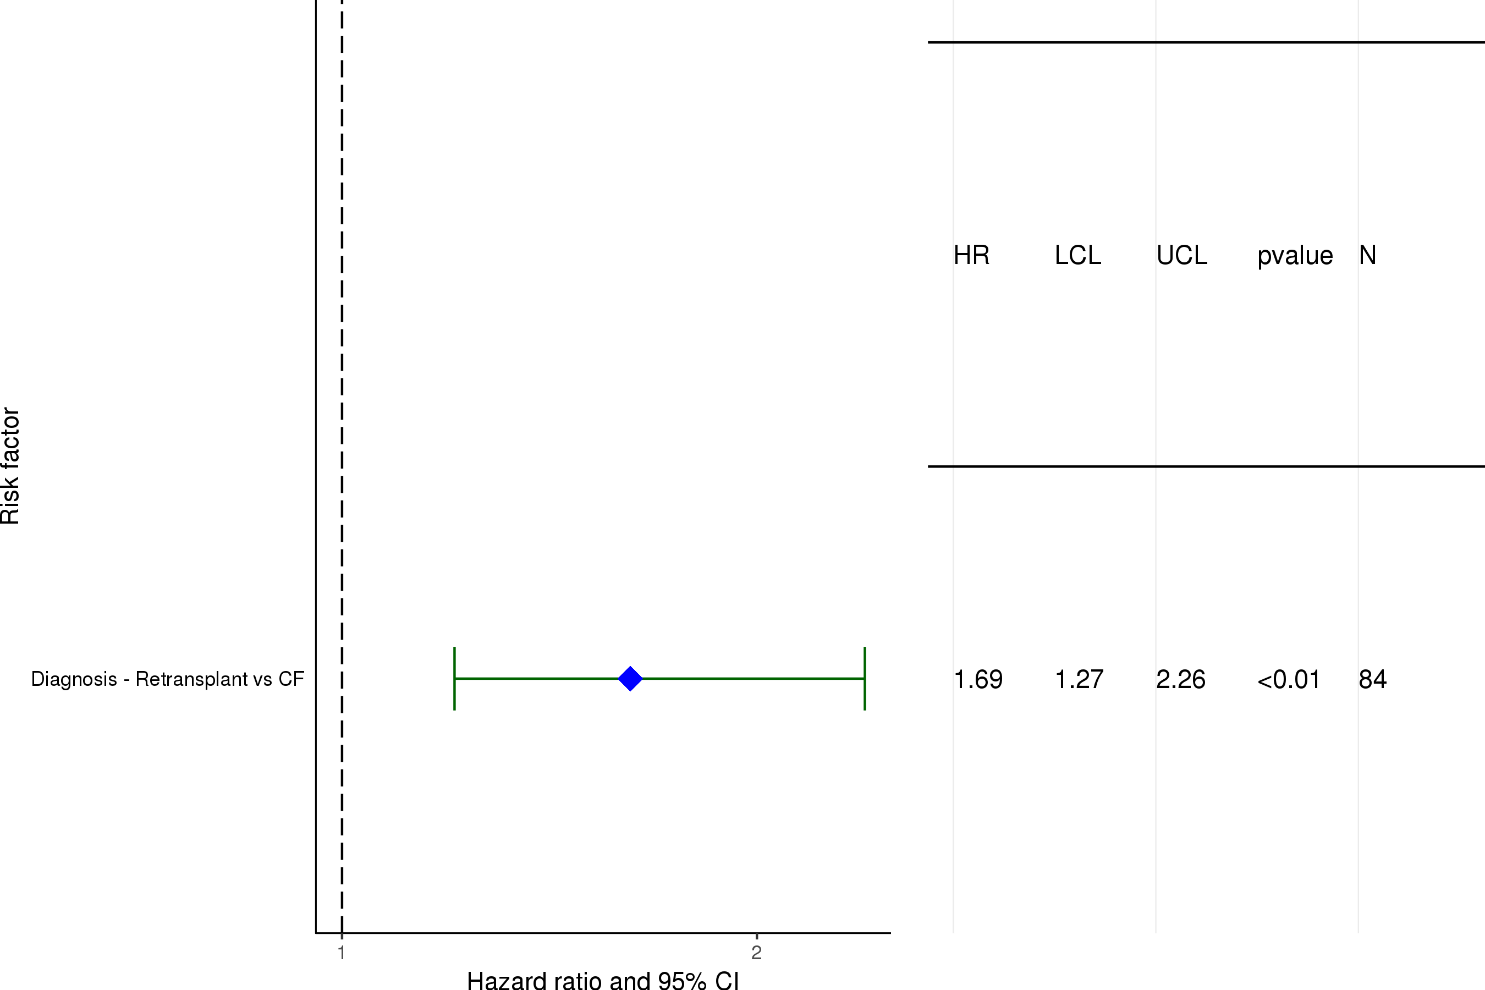 Risk factor
HR LCL UCL pvalue N
Diagnosis - Retransplant vs CF 1.69 1.27 2.26 <0.01 84
1 2
Hazard ratio and 95% CI